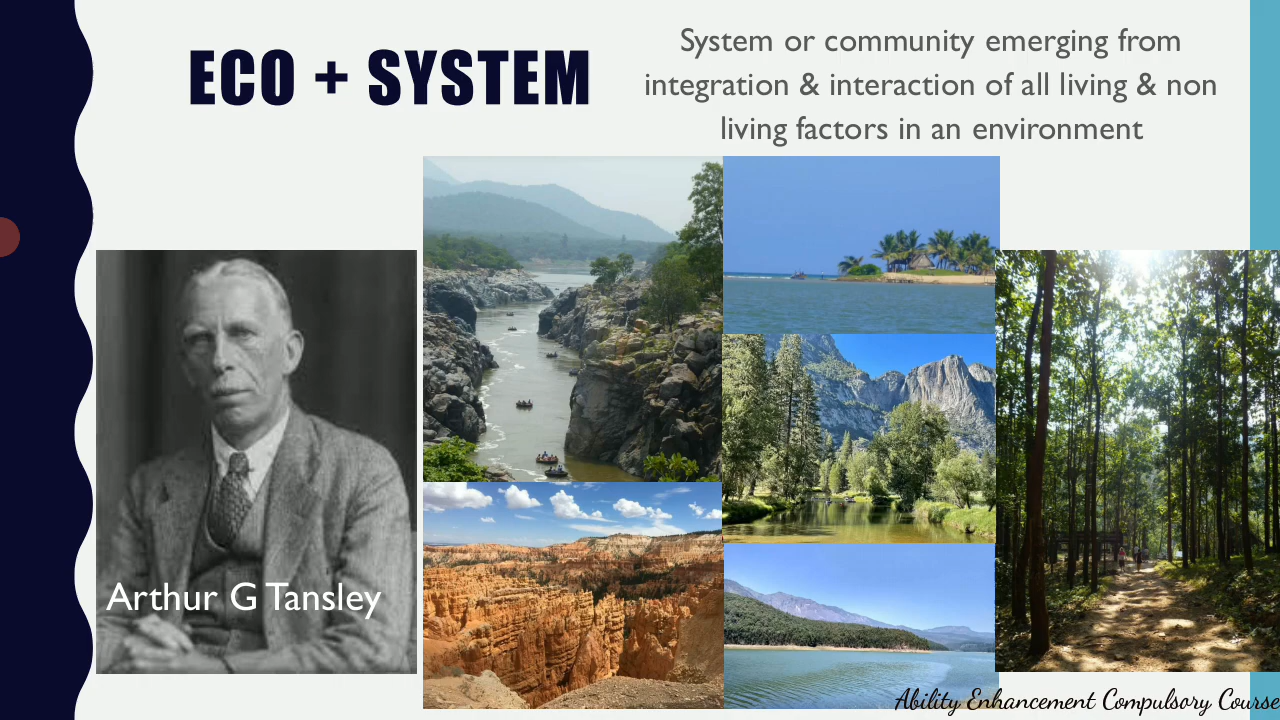 ECO + SYSTEM
System or community emerging from
integration & interaction of all living & non
living factors in an environment
Arthur G Tansley
Ability Enhancement Compulsory Course